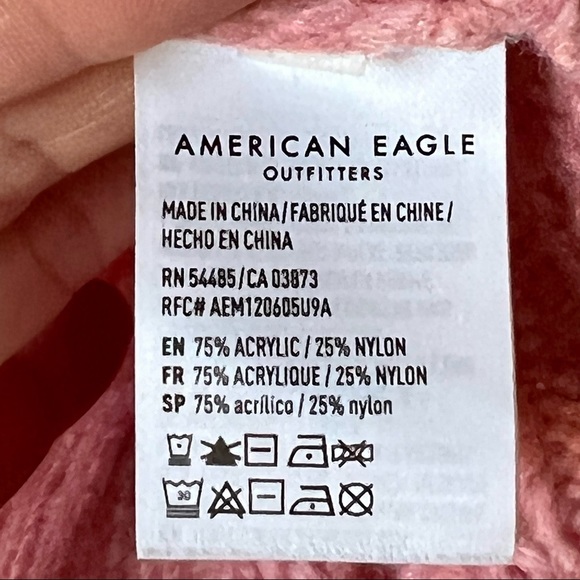 AMERICAN EAGLE
OUTFITTERS
MADE IN CHINA/FABRIQUÉ EN CHINE/
HECHO EN CHINA
RN 54485/CA 03873
RFC# AEM120605U9A
EN 75% ACRYLIC / 25% NYLON
FR 75% ACRYLIQUE / 25% NYLON
SP 75% acrílico / 25% nylon
30